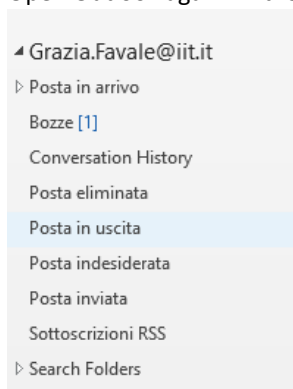 Grazia.Favale@iit.it
Posta in arrivo
Bozze [1]
Conversation History
Posta eliminata
Posta in uscita
Posta indesiderata
Posta inviata
Sottoscrizioni RSS
Search Folders